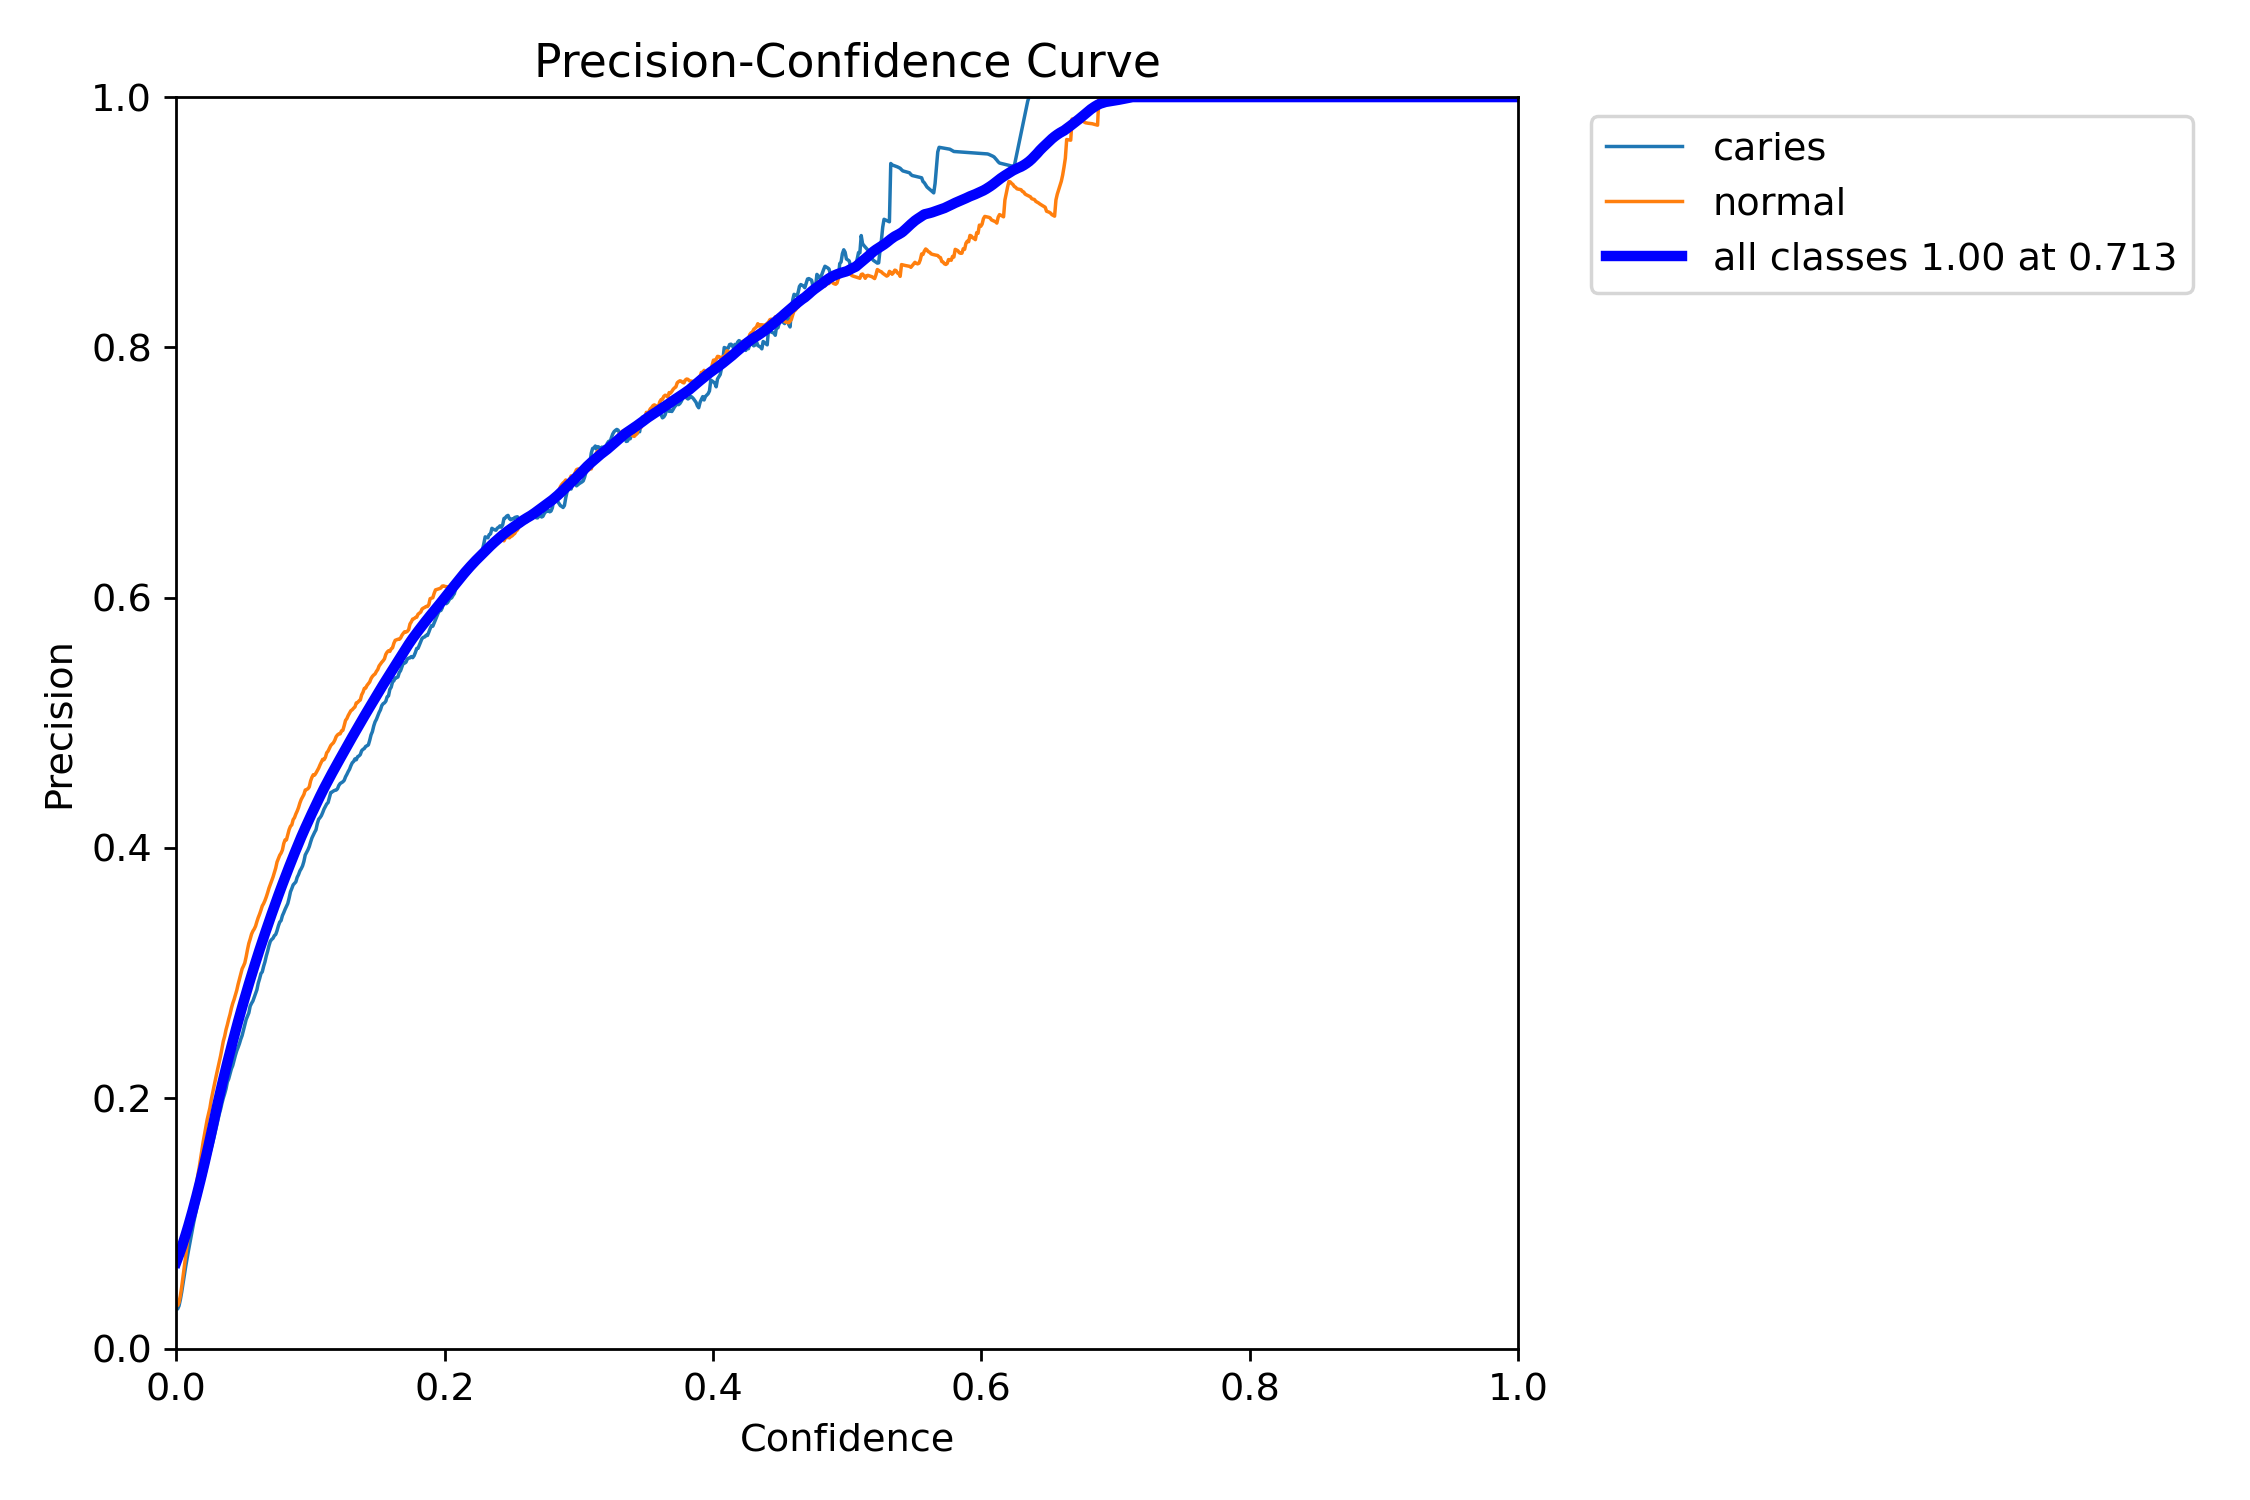 Precision-Confidence Curve
1.0
0.8
0.6
0.4
0.2
0.0
Precision
0.0 0.2 0.4 0.6 0.8 1.0
Confidence
caries
normal
all classes 1.00 at 0.713